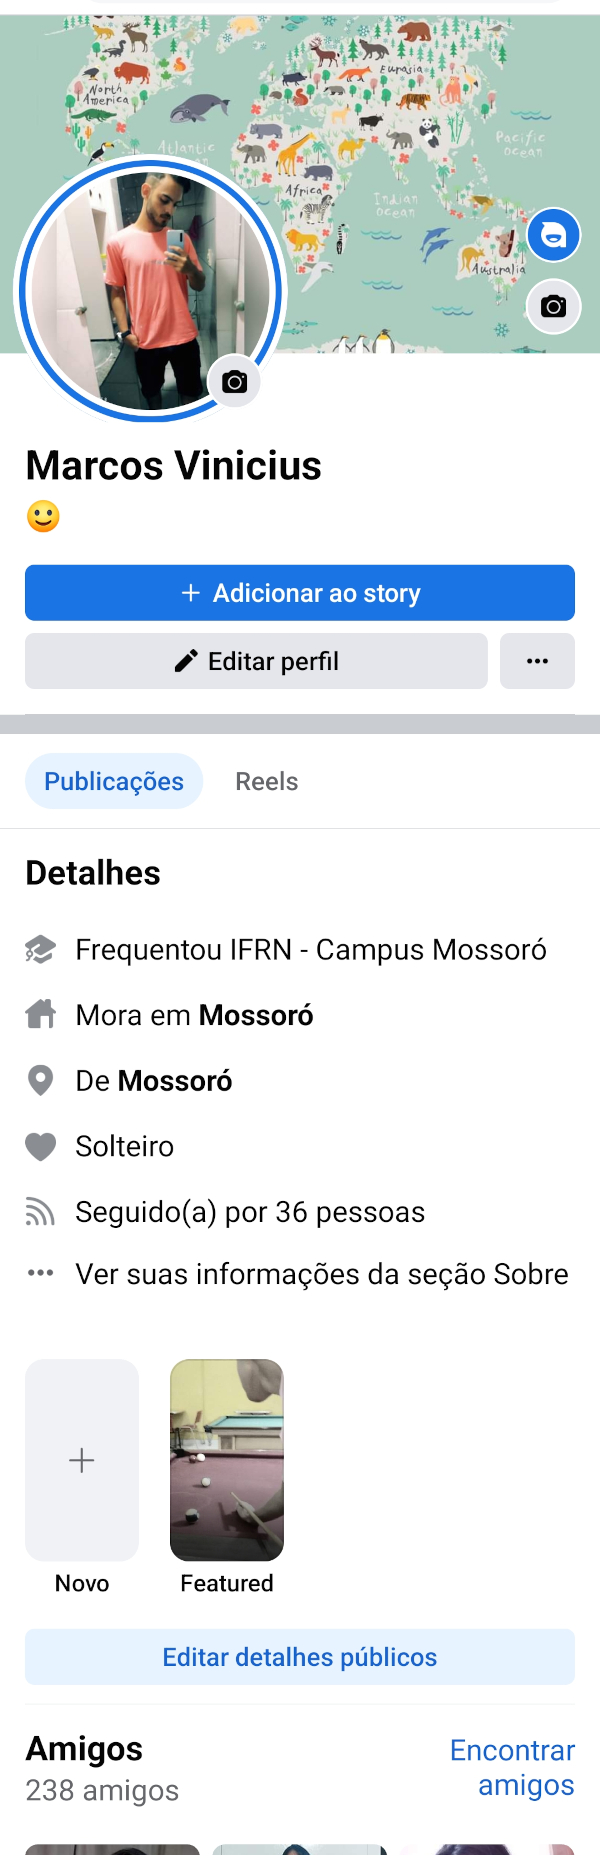 North
America
Eurasia
Atlantic
Pacific
Ocean
Africa
Indian
Ocean
Australia
Marcos Vinicius
+ Adicionar ao story
Editar perfil
Publicações
Reels
Detalhes
Frequentou IFRN - Campus Mossoró
Mora em Mossoró
De Mossoró
Solteiro
Seguido(a) por 36 pessoas
Ver suas informações da seção Sobre
Novo
Featured
Editar detalhes públicos
Amigos
Encontrar
238 amigos
amigos